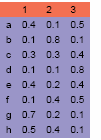 1 2 3
a 0.4 0.1 0.5
b 0.1 0.8 0.1
c 0.3 0.3 0.4
d 0.1 0.1 0.8
e 0.4 0.2 0.4
f 0.1 0.4 0.5
g 0.7 0.2 0.1
h 0.5 0.4 0.1